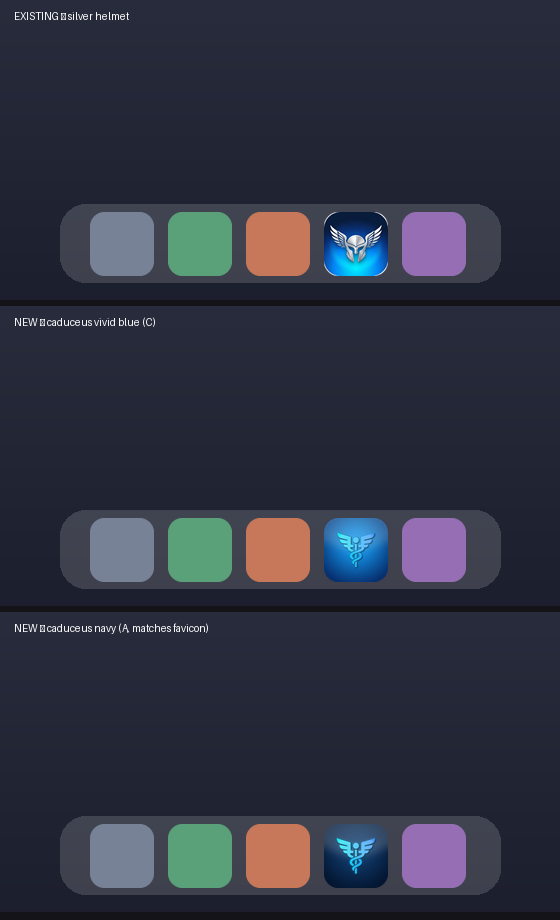 EXISTING ▯ silver helmet
NEW ▯ caduceus vivid blue (C)
NEW ▯ caduceus navy (A, matches favicon)